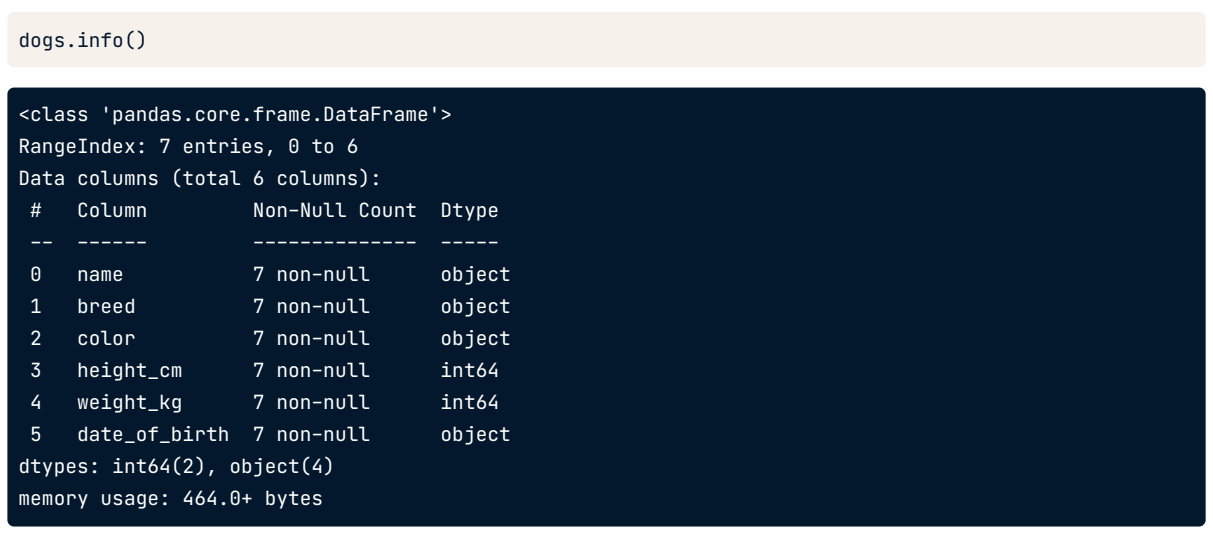 dogs.info()
<class 'pandas.core.frame.DataFrame'>
RangeIndex: 7 entries, 0 to 6
Data columns (total 6 columns):
 #   Column         Non-Null Count  Dtype
 --  ------         --------------  -----
 0   name           7 non-null      object
 1   breed          7 non-null      object
 2   color          7 non-null      object
 3   height_cm      7 non-null      int64
 4   weight_kg      7 non-null      int64
 5   date_of_birth  7 non-null      object
dtypes: int64(2), object(4)
memory usage: 464.0+ bytes